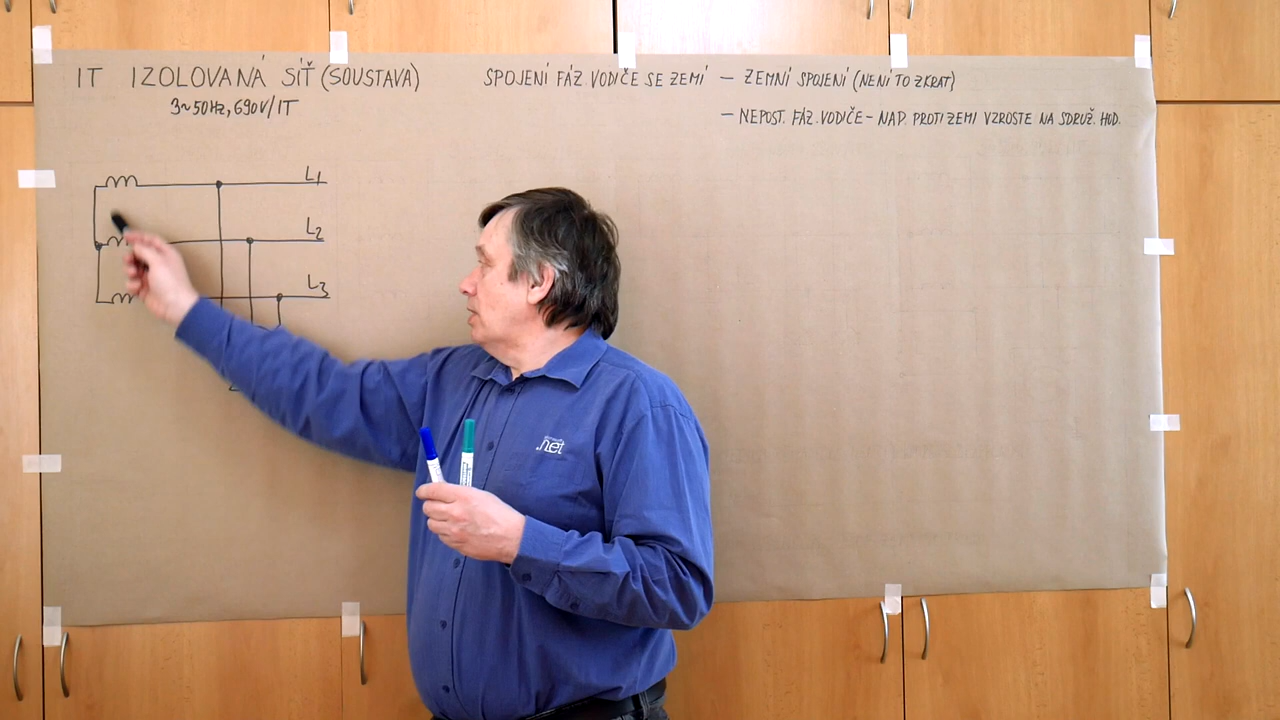 IT IZOLOVANÁ SÍŤ (SOUSTAVA)
3~50Hz, 690V/IT
SPOJENÍ FÁZ. VODIČE SE ZEMÍ – ZEMNÍ SPOJENÍ (NENÍ TO ZKRAT)
– NEPOST. FÁZ. VODIČE – NAP. PROTI ZEMI VZROSTE NA SDRUŽ. HOD.
L1
L2
L3
.net